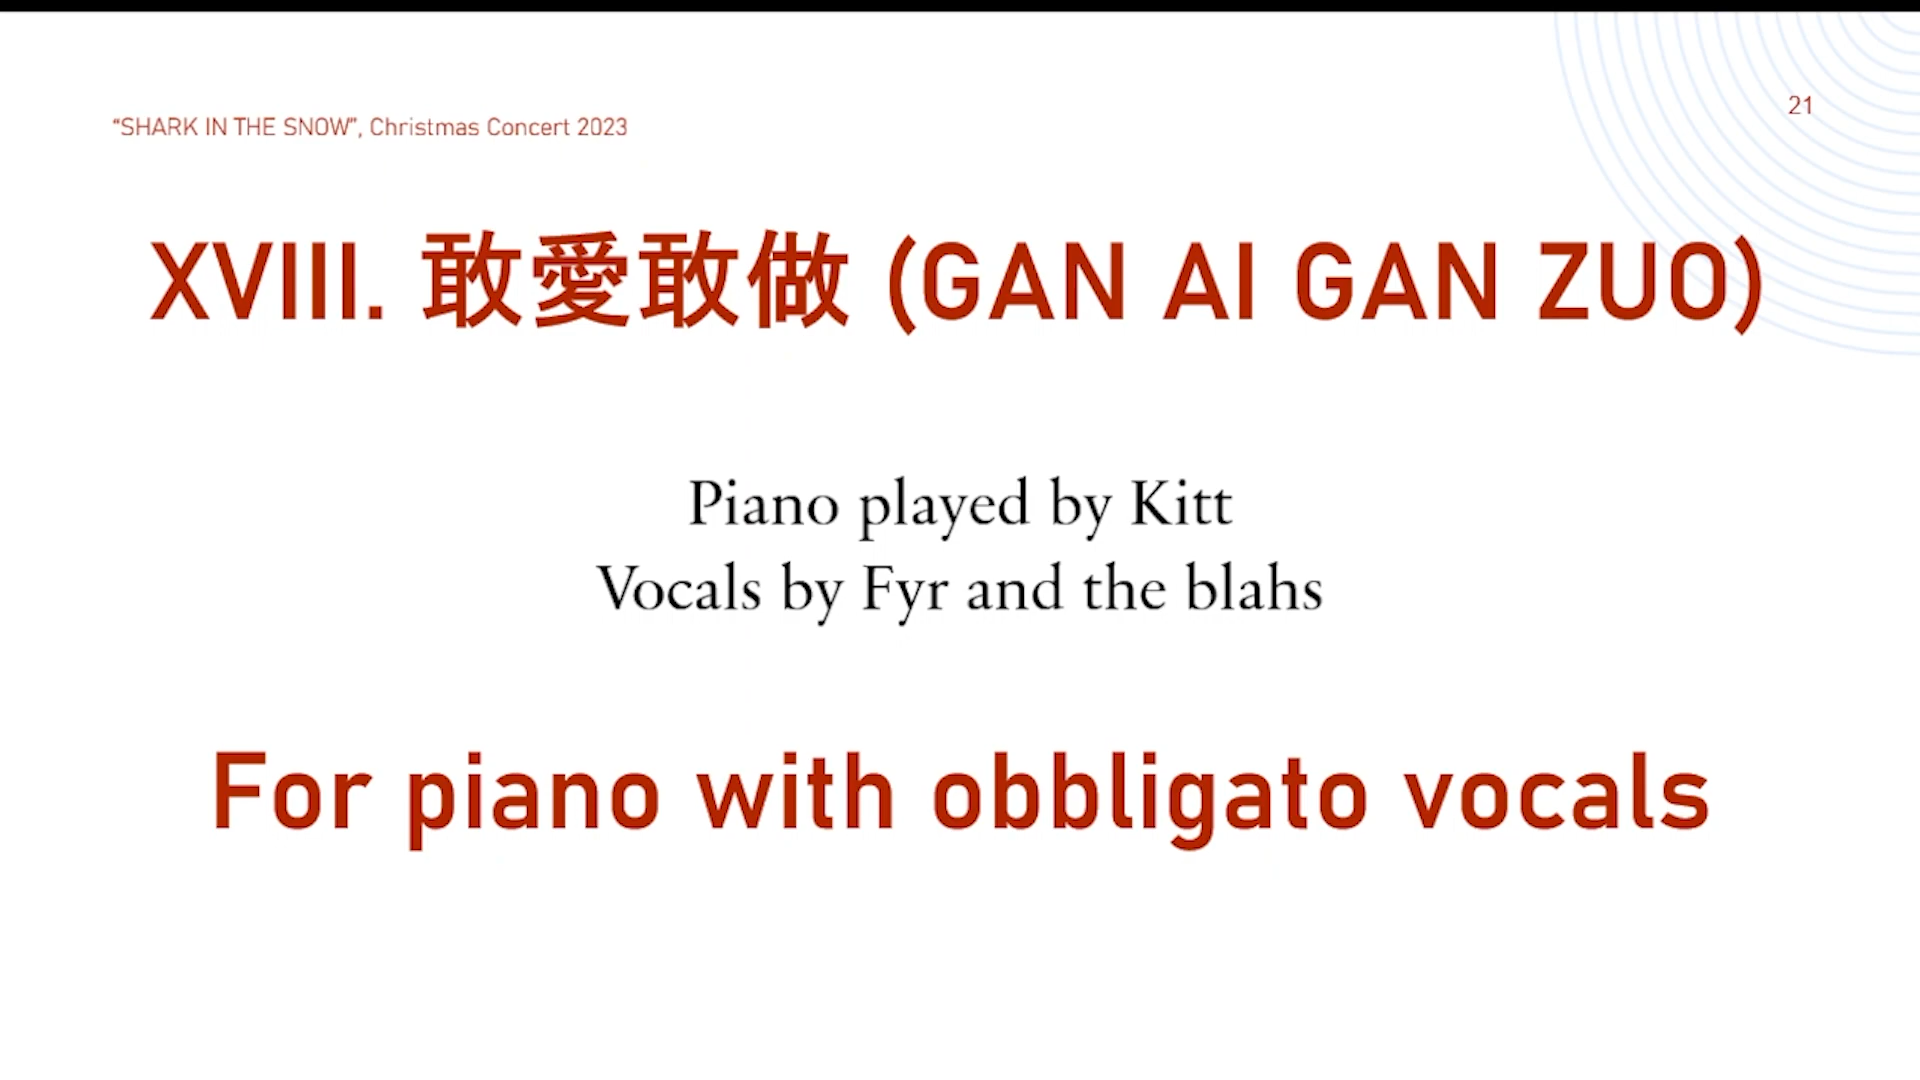 “SHARK IN THE SNOW”, Christmas Concert 2023
21
XVIII. 敢愛敢做 (GAN AI GAN ZUO)
Piano played by Kitt
Vocals by Fyr and the blahs
For piano with obbligato vocals